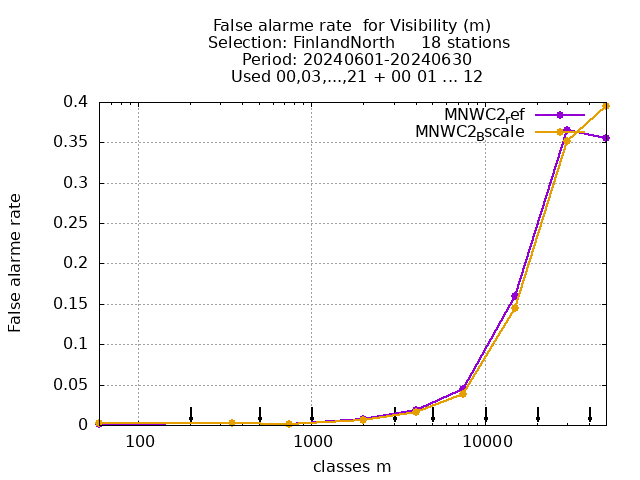 False alarme rate  for Visibility (m)
Selection: FinlandNorth     18 stations
Period: 20240601-20240630
Used 00,03,...,21 + 00 01 ... 12
MNWC2ref
MNWC2Bscale
0.4
0.35
0.3
0.25
0.2
0.15
0.1
0.05
0
False alarme rate
100
1000
10000
classes m